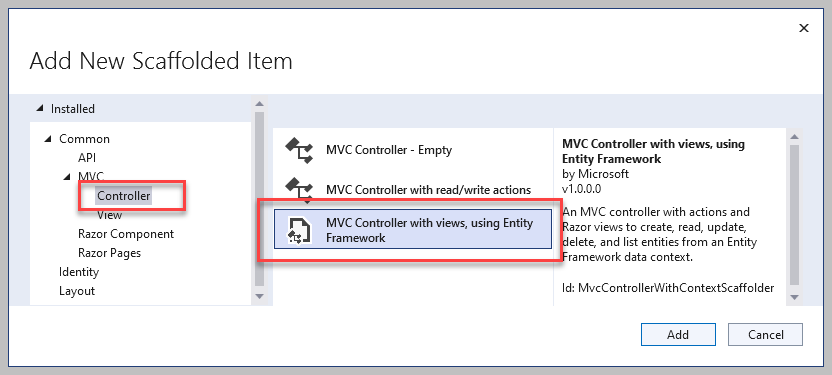 Add New Scaffolded Item
Installed
Common
API
MVC
Controller
View
Razor Component
Razor Pages
Identity
Layout
MVC Controller - Empty
MVC Controller with read/write actions
MVC Controller with views, using Entity
Framework
MVC Controller with views, using
Entity Framework
by Microsoft
v1.0.0.0
An MVC controller with actions and
Razor views to create, read, update,
delete, and list entities from an Entity
Framework data context.
Id: MvcControllerWithContextScaffolder
Add
Cancel